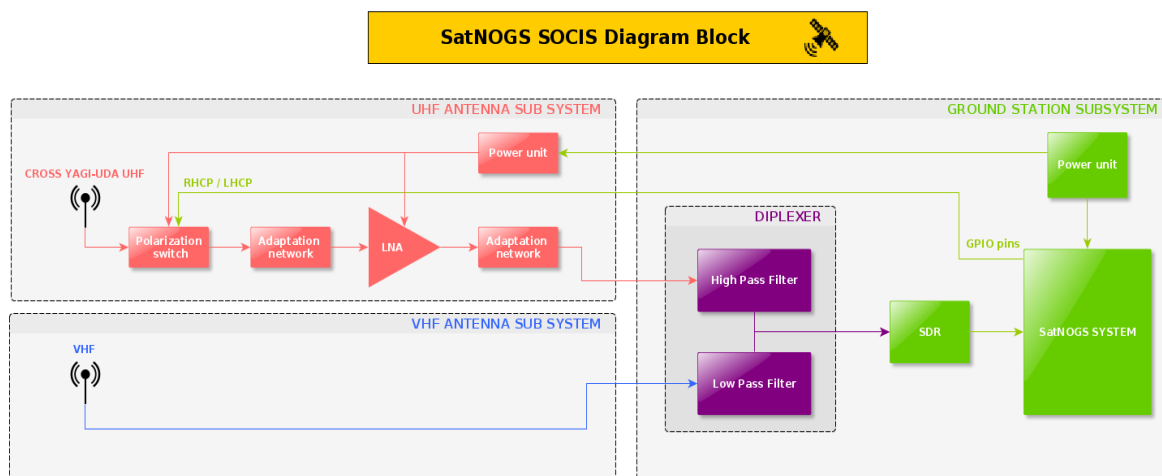 SatNOGS SOCIS Diagram Block
UHF ANTENNA SUB SYSTEM
GROUND STATION SUBSYSTEM
Power unit
Power unit
CROSS YAGI-UDA UHF
RHCP / LHCP
DIPLEXER
Polarization
switch
Adaptation
network
LNA
Adaptation
network
GPIO pins
High Pass Filter
VHF ANTENNA SUB SYSTEM
SDR
SatNOGS SYSTEM
VHF
Low Pass Filter